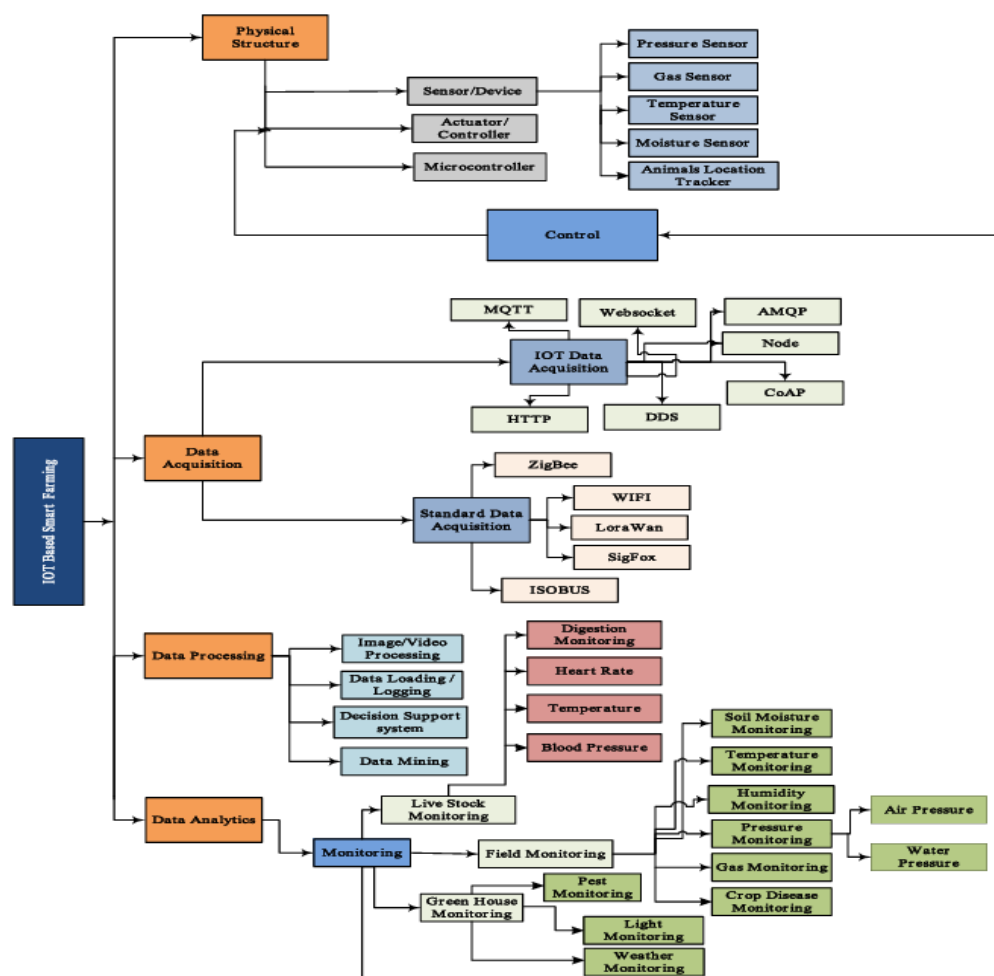 Physical
Structure
Pressure Sensor
Gas Sensor
Sensor/Device
Temperature
Sensor
Actuator/
Controller
Moisture Sensor
Microcontroller
Animals Location
Tracker
Control
MQTT
Websocket
AMQP
Node
IOT Data
Acquisition
CoAP
HTTP
DDS
Data
Acquisition
ZigBee
WIFI
Standard Data
Acquisition
LoraWan
SigFox
ISOBUS
IOT Based Smart Farming
Digestion
Monitoring
Image/Video
Processing
Data Processing
Heart Rate
Data Loading /
Logging
Temperature
Decision Support
system
Soil Moisture
Monitoring
Blood Pressure
Data Mining
Temperature
Monitoring
Live Stock
Monitoring
Humidity
Monitoring
Air Pressure
Data Analytics
Pressure
Monitoring
Monitoring
Field Monitoring
Water
Pressure
Gas Monitoring
Pest
Monitoring
Green House
Monitoring
Crop Disease
Monitoring
Light
Monitoring
Weather
Monitoring